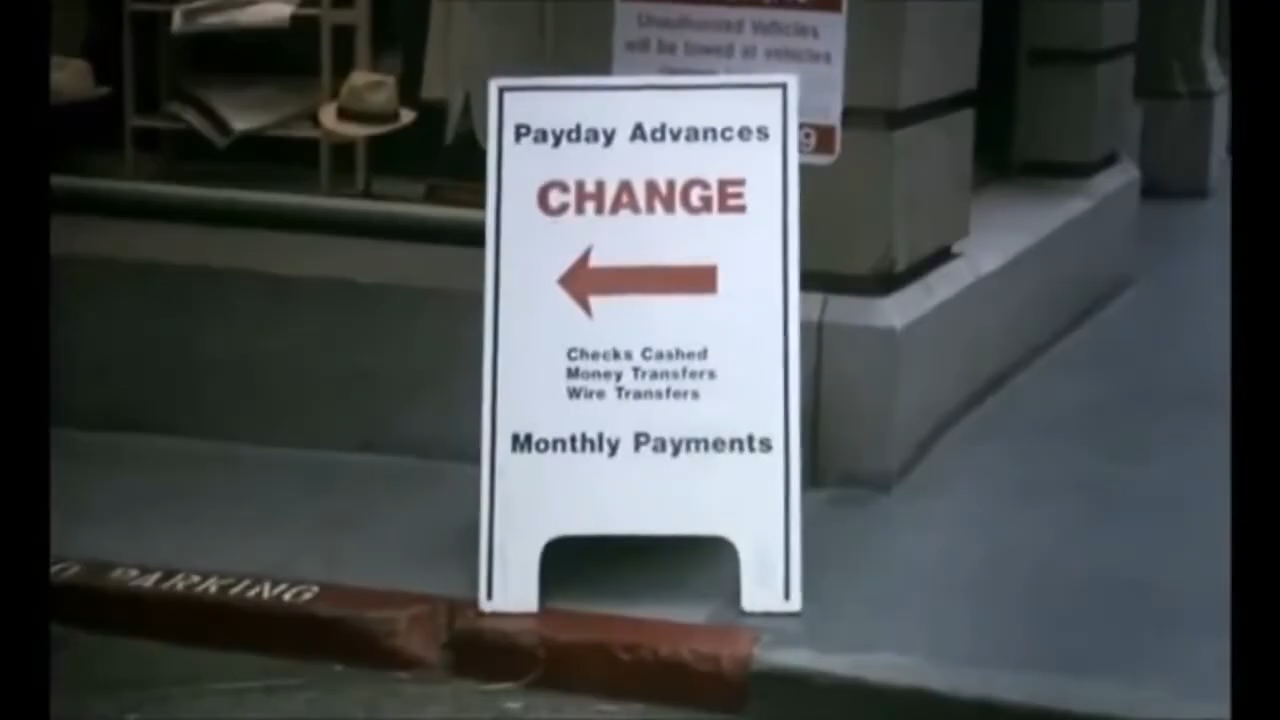 Unauthorized Vehicles
will be towed at vehicles
Payday Advances
CHANGE
Checks Cashed
Money Transfers
Wire Transfers
Monthly Payments
PARKING